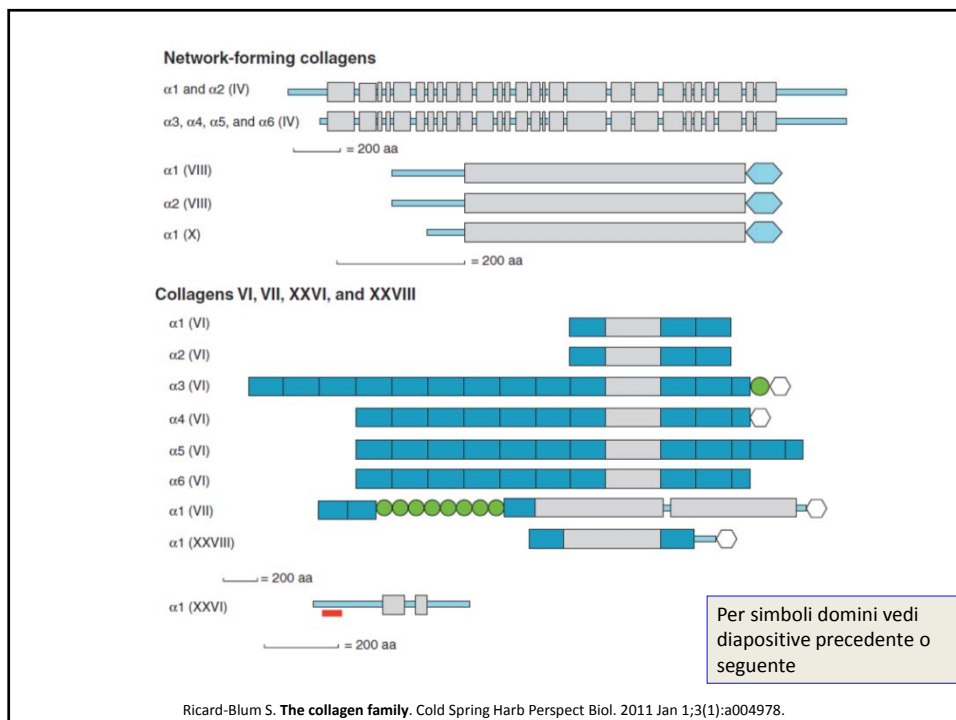 Network-forming collagens
α1 and α2 (IV)
α3, α4, α5, and α6 (IV)
= 200 aa
α1 (VIII)
α2 (VIII)
α1 (X)
= 200 aa
Collagens VI, VII, XXVI, and XXVIII
α1 (VI)
α2 (VI)
α3 (VI)
α4 (VI)
α5 (VI)
α6 (VI)
α1 (VII)
α1 (XXVIII)
= 200 aa
α1 (XXVI)
= 200 aa
Per simboli domini vedi
diapositive precedente o
seguente
Ricard-Blum S. The collagen family. Cold Spring Harb Perspect Biol. 2011 Jan 1;3(1):a004978.